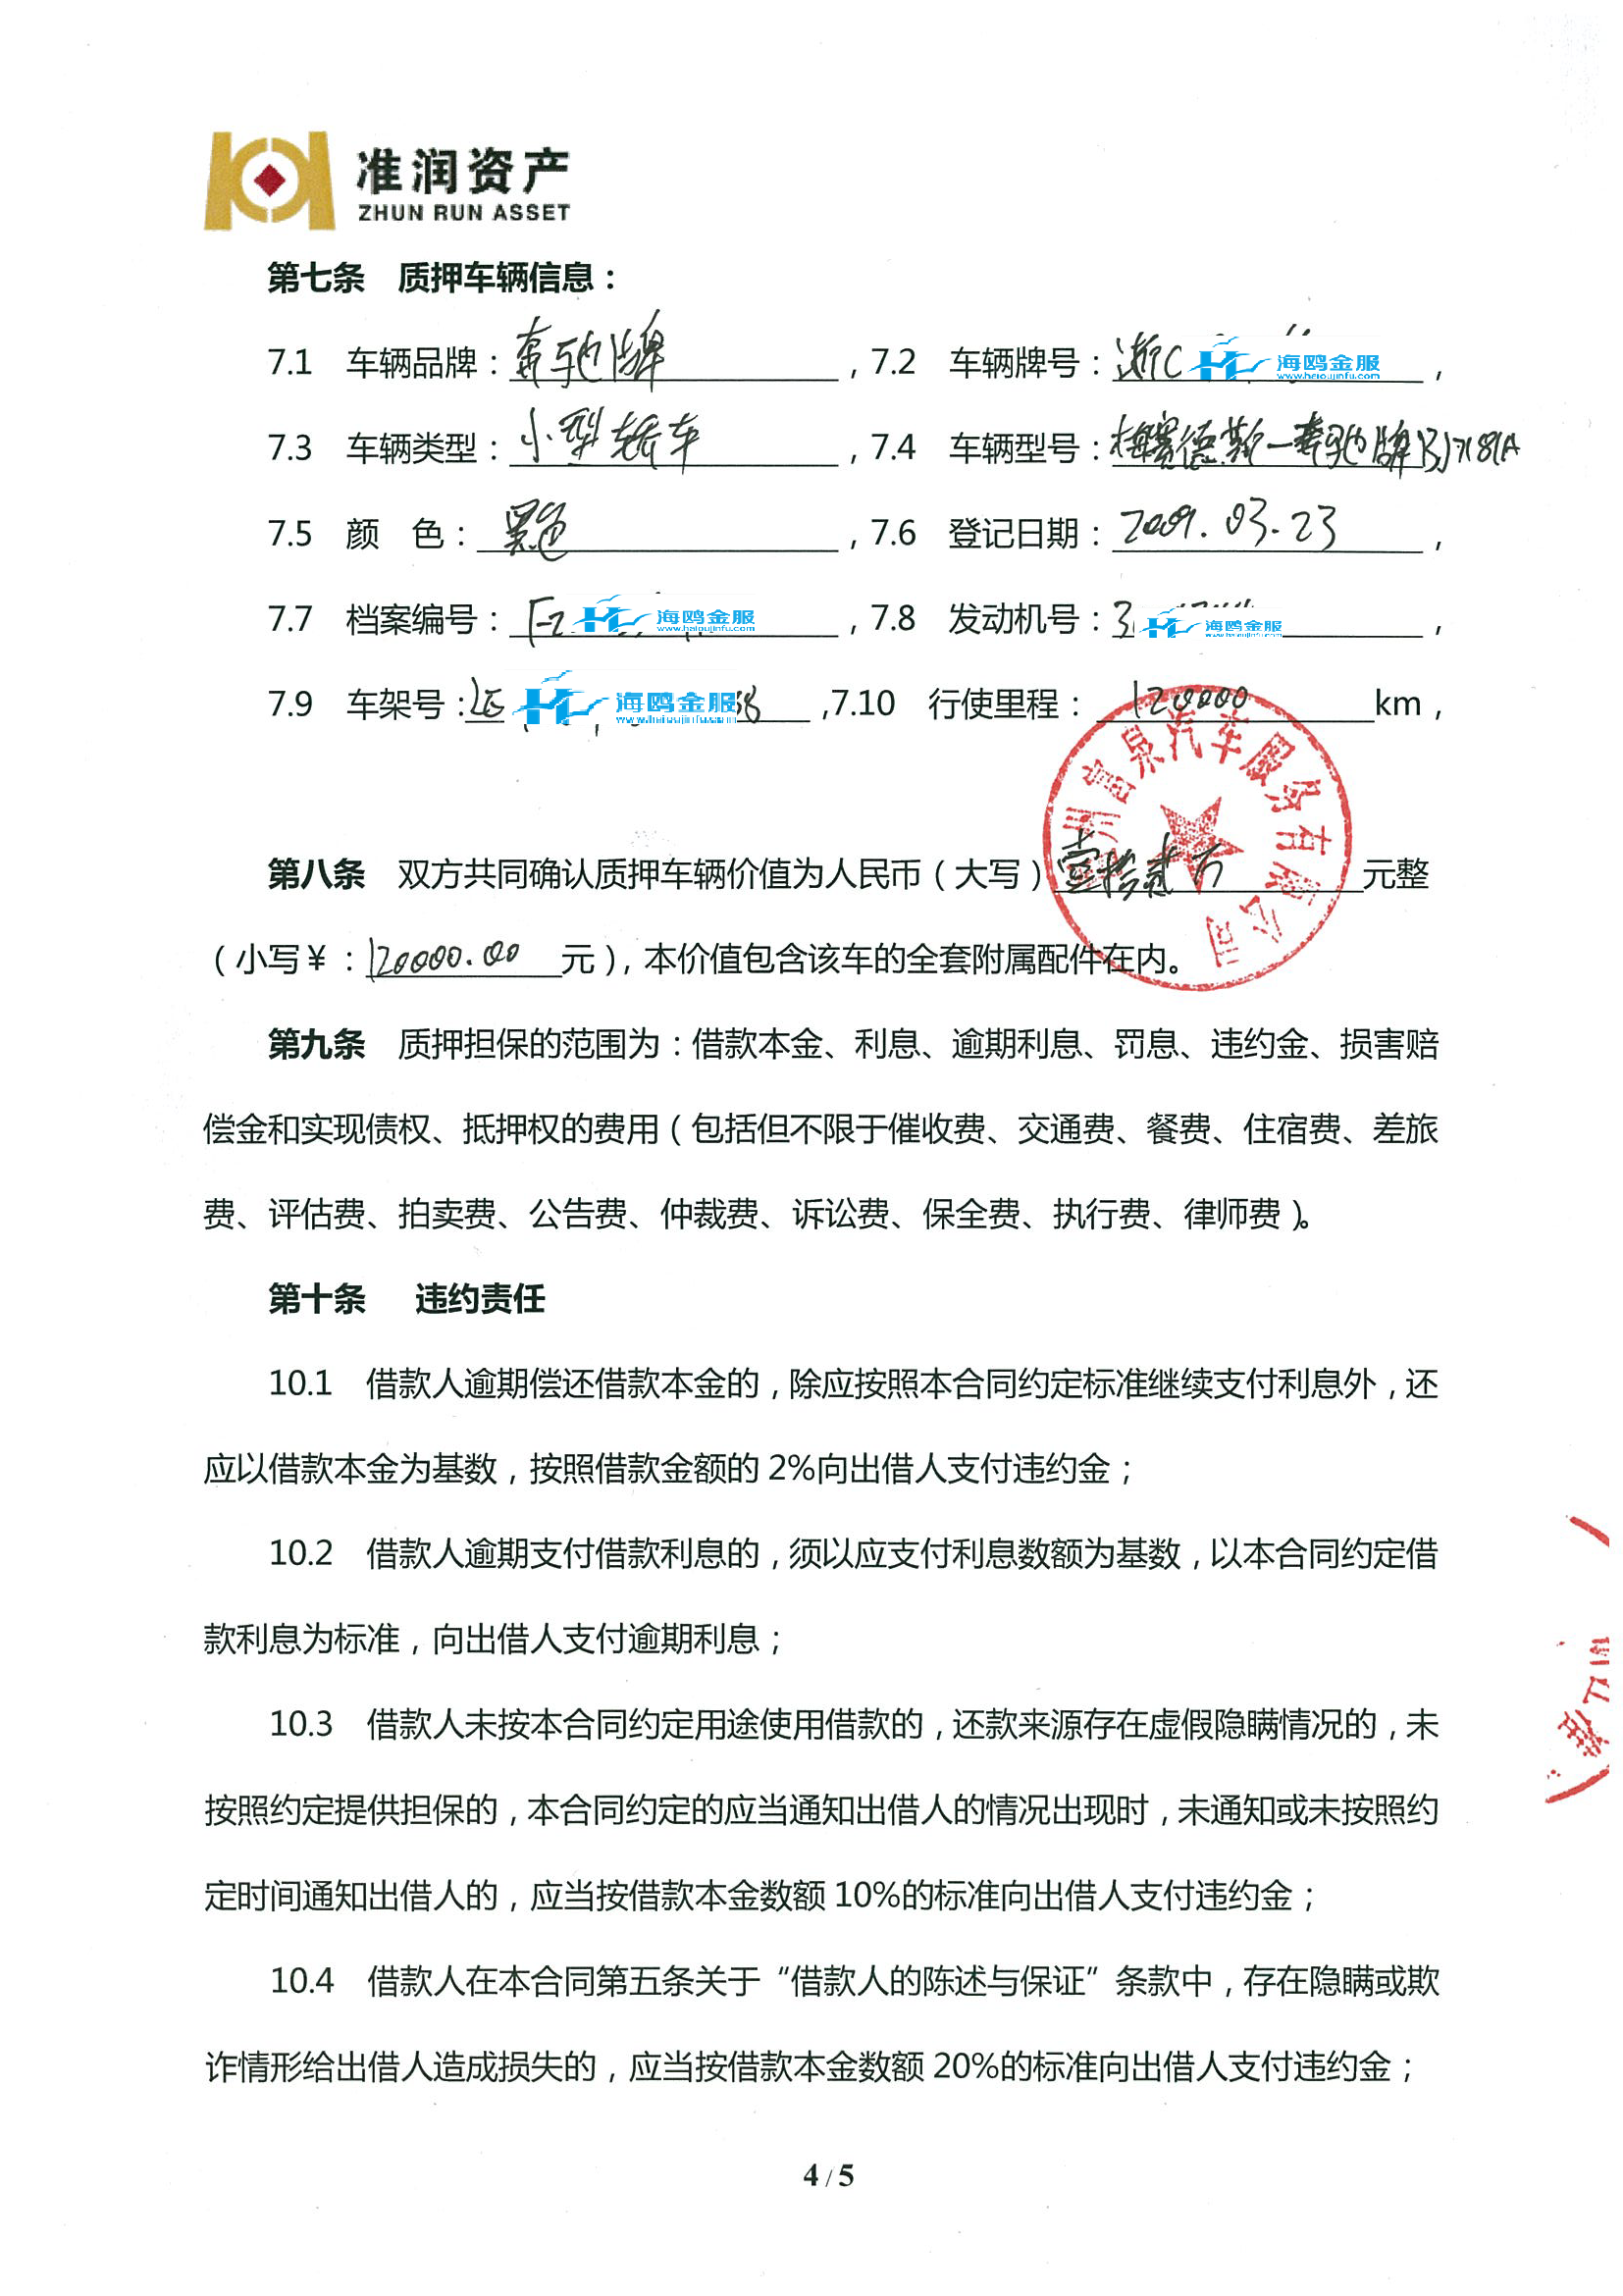 准润资产
ZHUN RUN ASSET
第七条 质押车辆信息：
7.1 车辆品牌：奔驰牌，7.2 车辆牌号：浙C 海鸥金服 www.haioujinfu.com，
7.3 车辆类型：小型轿车，7.4 车辆型号：梅赛德斯-奔驰牌
7.5 颜 色：黑色，7.6 登记日期：2009.03.23，
7.7 档案编号： 海鸥金服 www.haioujinfu.com，7.8 发动机号：3 海鸥金服 www.haioujinfu.com，
7.9 车架号：LE 海鸥金服 www.haioujinfu.com 38，7.10 行使里程：120000 km，
州富泉汽车服务有限公司
第八条 双方共同确认质押车辆价值为人民币（大写）壹拾贰万元整
（小写￥：120000.00元），本价值包含该车的全套附属配件在内。
第九条 质押担保的范围为：借款本金、利息、逾期利息、罚息、违约金、损害赔
偿金和实现债权、抵押权的费用（包括但不限于催收费、交通费、餐费、住宿费、差旅
费、评估费、拍卖费、公告费、仲裁费、诉讼费、保全费、执行费、律师费）。
第十条 违约责任
10.1 借款人逾期偿还借款本金的，除应按照本合同约定标准继续支付利息外，还
应以借款本金为基数，按照借款金额的 2%向出借人支付违约金；
10.2 借款人逾期支付借款利息的，须以应支付利息数额为基数，以本合同约定借
款利息为标准，向出借人支付逾期利息；
10.3 借款人未按本合同约定用途使用借款的，还款来源存在虚假隐瞒情况的，未
按照约定提供担保的，本合同约定的应当通知出借人的情况出现时，未通知或未按照约
定时间通知出借人的，应当按借款本金数额 10%的标准向出借人支付违约金；
10.4 借款人在本合同第五条关于“借款人的陈述与保证”条款中，存在隐瞒或欺
诈情形给出借人造成损失的，应当按借款本金数额 20%的标准向出借人支付违约金；
4 / 5